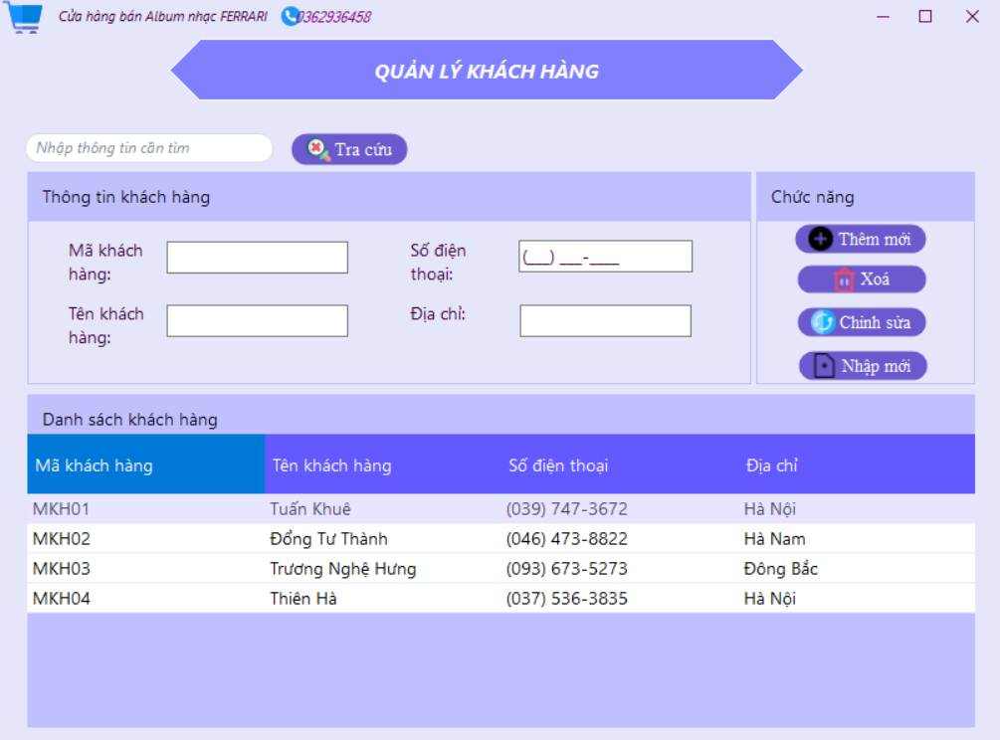 Cửa hàng bán Album nhạc FERRARI 0362936458
QUẢN LÝ KHÁCH HÀNG
Nhập thông tin cần tìm
Tra cứu
Thông tin khách hàng
Chức năng
Mã khách hàng:
Số điện thoại:
(___) ___-____
Thêm mới
Xoá
Tên khách hàng:
Địa chỉ:
Chỉnh sửa
Nhập mới
Danh sách khách hàng
Mã khách hàng Tên khách hàng Số điện thoại Địa chỉ
MKH01 Tuấn Khuê (039) 747-3672 Hà Nội
MKH02 Đổng Tư Thành (046) 473-8822 Hà Nam
MKH03 Trương Nghệ Hưng (093) 673-5273 Đông Bắc
MKH04 Thiên Hà (037) 536-3835 Hà Nội